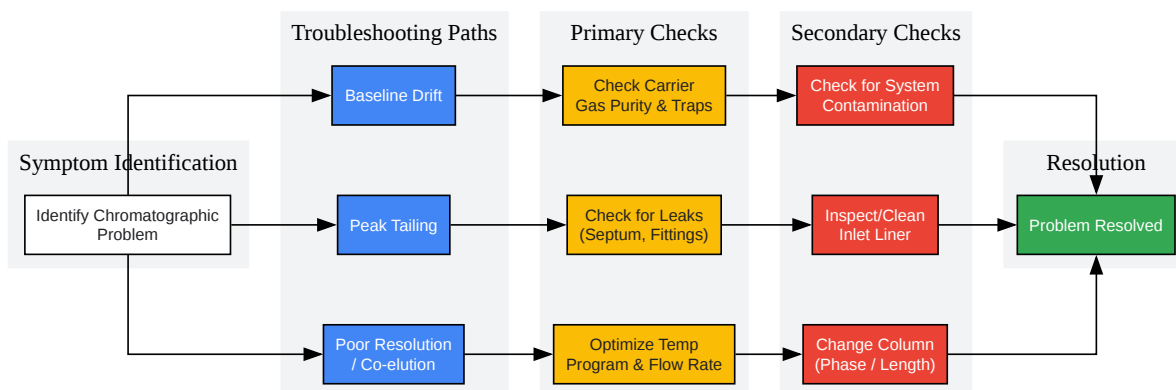 Troubleshooting Paths
Primary Checks
Secondary Checks
Baseline Drift
Check Carrier
Gas Purity & Traps
Check for System
Contamination
Symptom Identification
Resolution
Identify Chromatographic
Problem
Peak Tailing
Check for Leaks
(Septum, Fittings)
Inspect/Clean
Inlet Liner
Problem Resolved
Poor Resolution
/ Co-elution
Optimize Temp
Program & Flow Rate
Change Column
(Phase / Length)